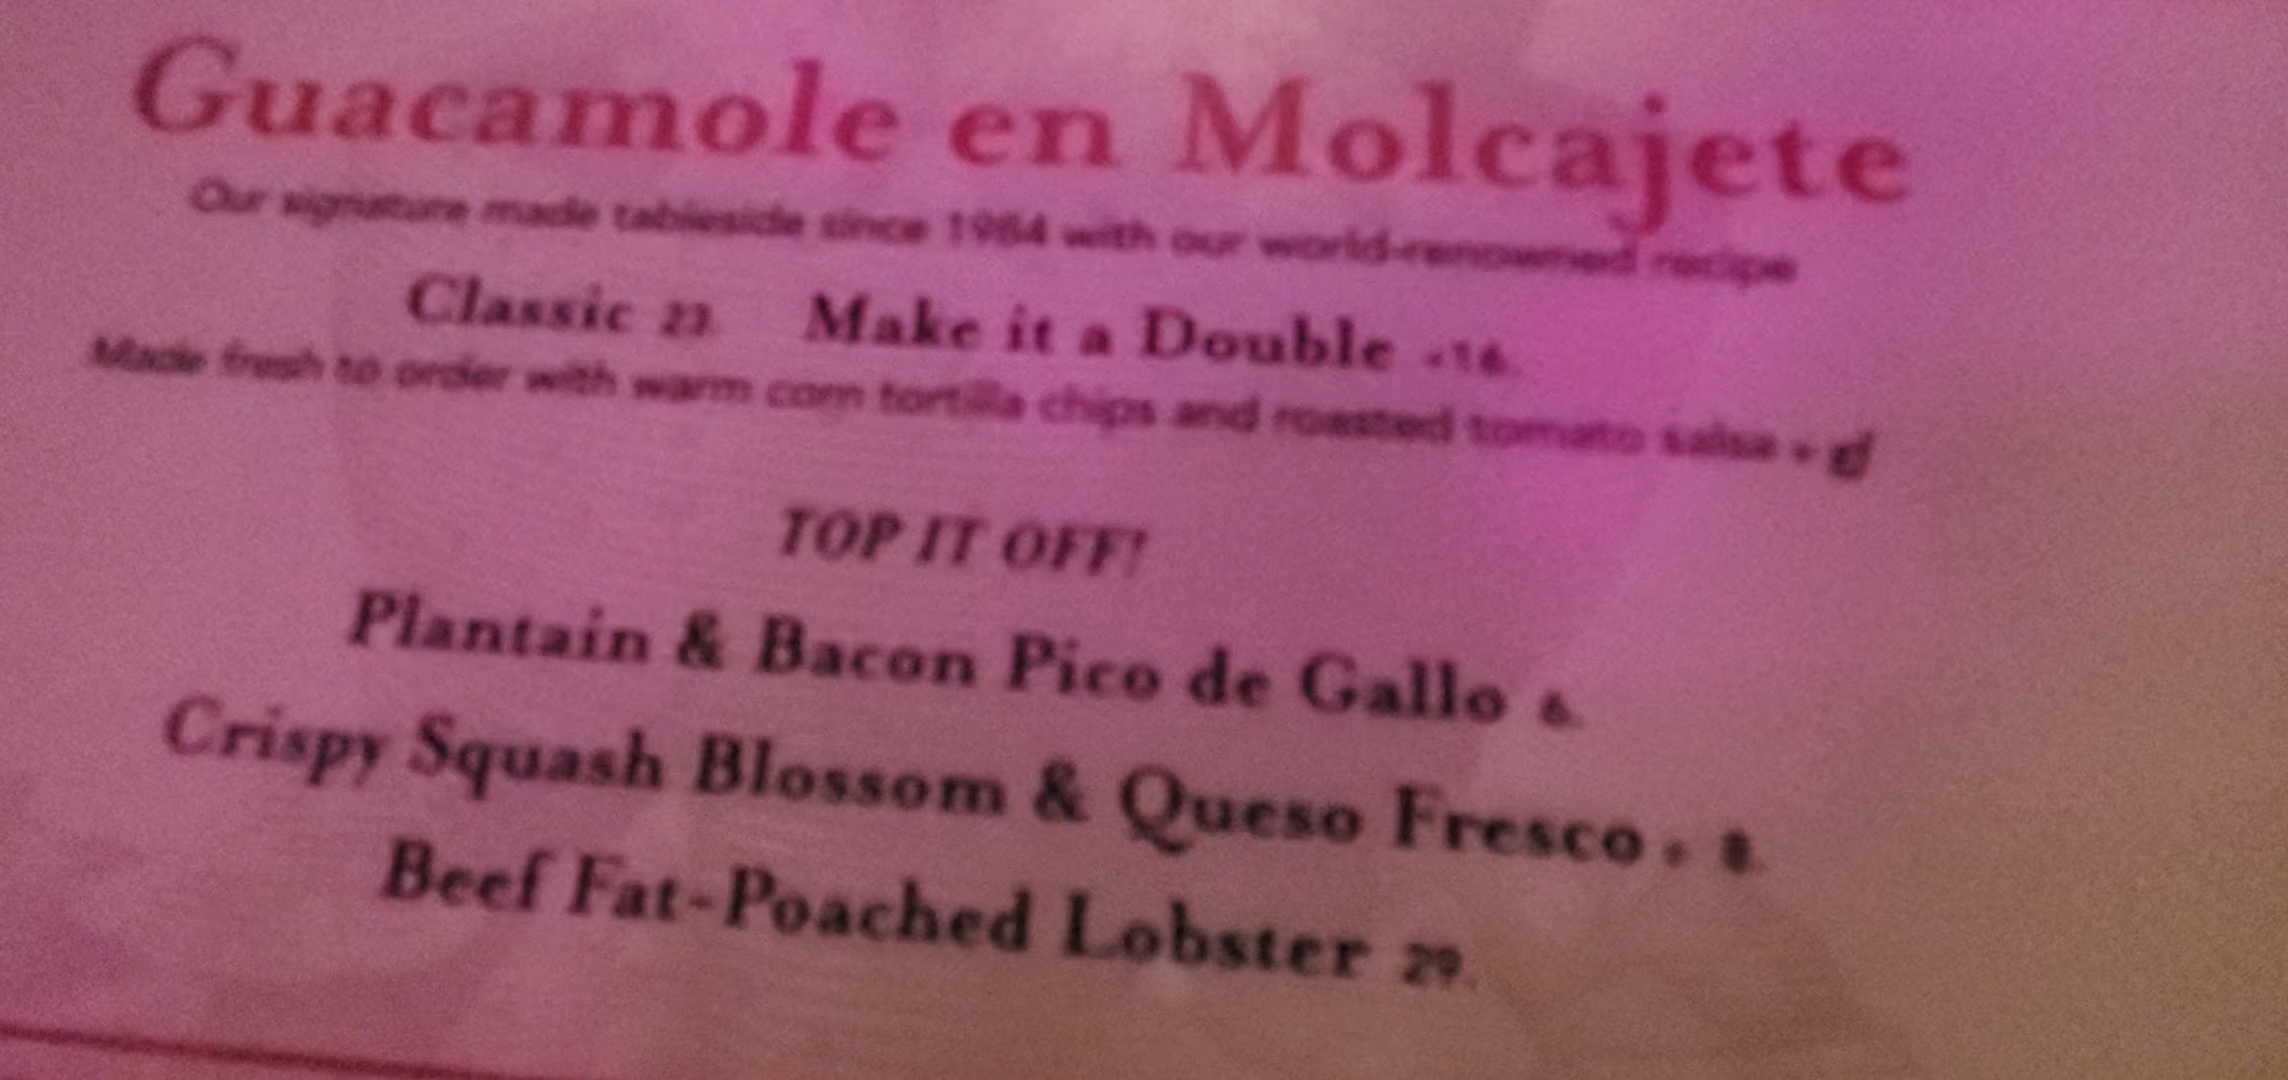 Guacamole en Molcajete
Our signature made tableside since 1984 with our world-renowned recipe
Classic 23. Make it a Double +16.
Made fresh to order with warm corn tortilla chips and roasted tomato salsa + gf
TOP IT OFF!
Plantain & Bacon Pico de Gallo 6.
Crispy Squash Blossom & Queso Fresco + 8.
Beef Fat-Poached Lobster 29.